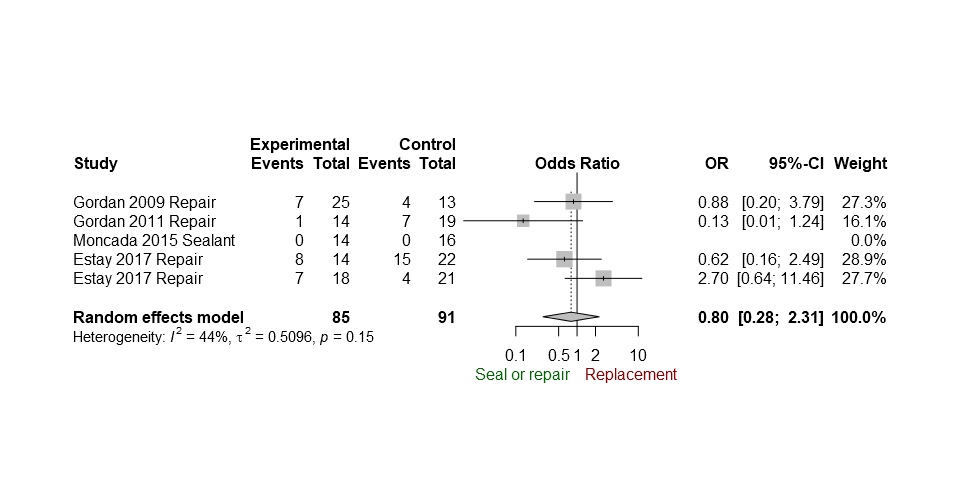 Experimental Control
Study Events Total Events Total Odds Ratio OR 95%-CI Weight
Gordan 2009 Repair 7 25 4 13 0.88 [0.20; 3.79] 27.3%
Gordan 2011 Repair 1 14 7 19 0.13 [0.01; 1.24] 16.1%
Moncada 2015 Sealant 0 14 0 16 0.0%
Estay 2017 Repair 8 14 15 22 0.62 [0.16; 2.49] 28.9%
Estay 2017 Repair 7 18 4 21 2.70 [0.64; 11.46] 27.7%
Random effects model 85 91 0.80 [0.28; 2.31] 100.0%
Heterogeneity: I² = 44%, τ² = 0.5096, p = 0.15
0.1 0.5 1 2 10
Seal or repair Replacement